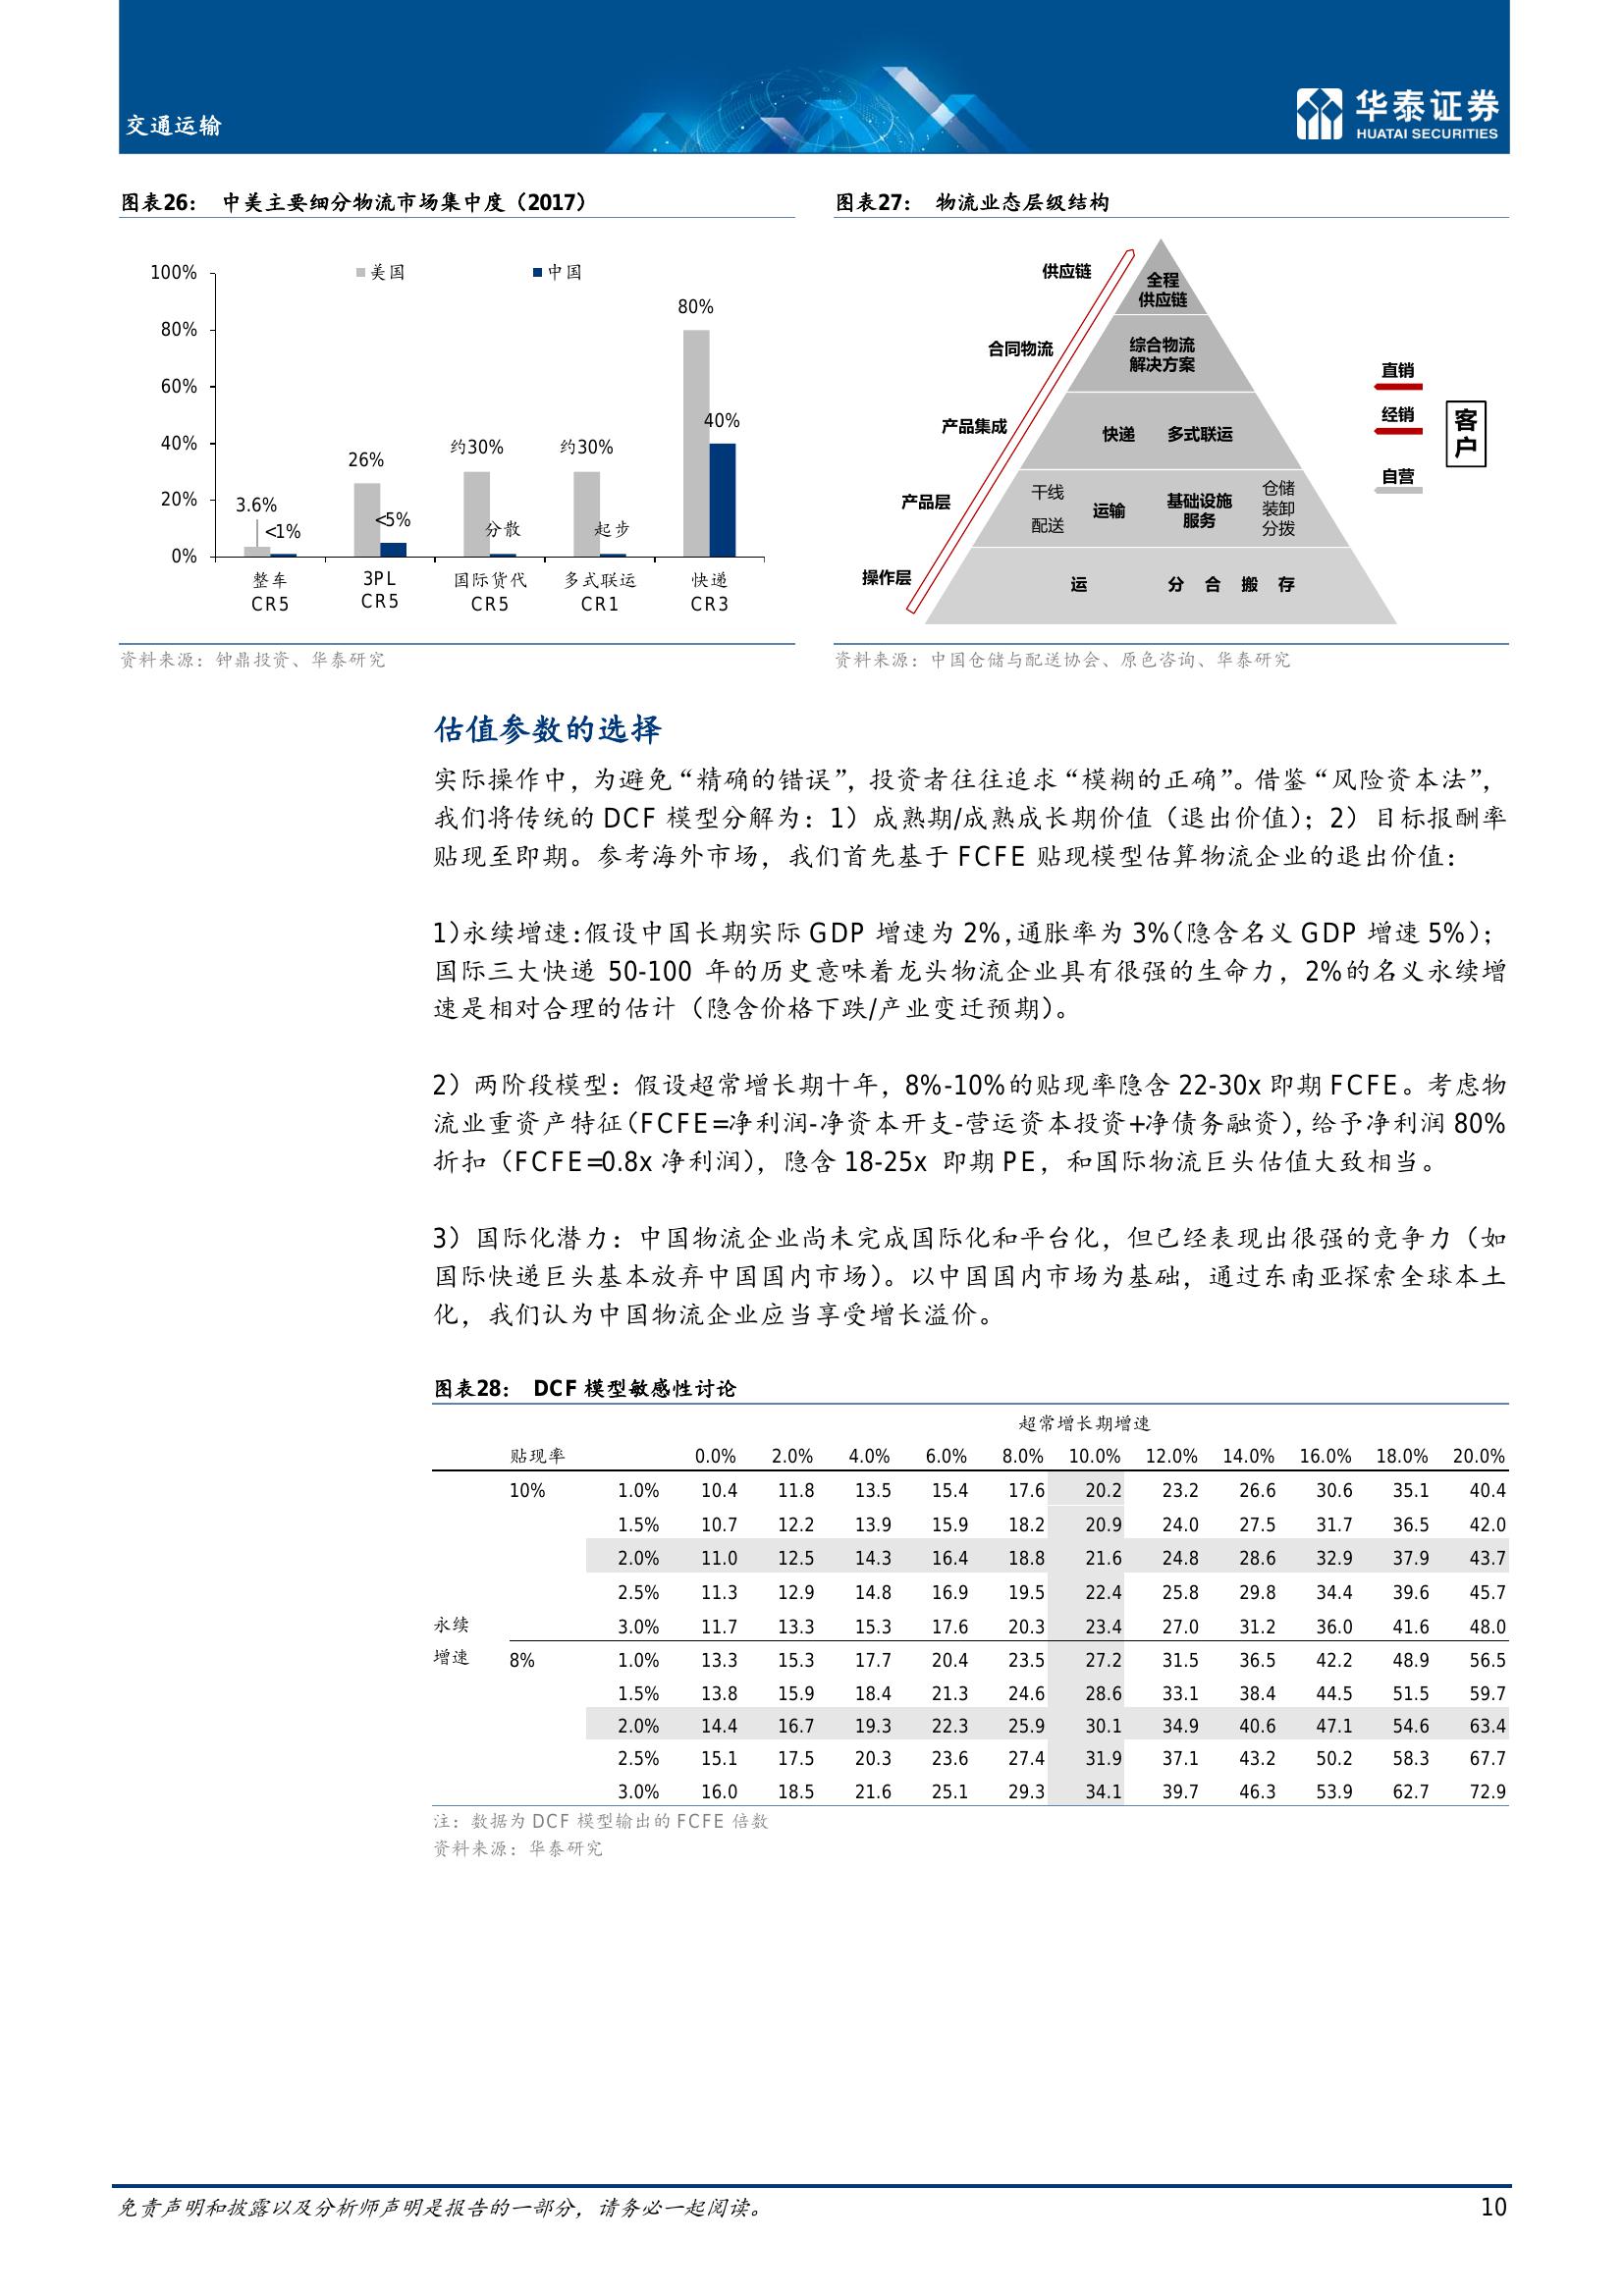 交通运输
华泰证券
HUATAI SECURITIES
图表26： 中美主要细分物流市场集中度（2017）
100%
80%
60%
40%
20%
0%
美国
中国
3.6%
<1%
26%
<5%
约30%
分散
约30%
起步
80%
40%
整车
CR5
3PL
CR5
国际货代
CR5
多式联运
CR1
快递
CR3
资料来源：钟鼎投资、华泰研究
图表27： 物流业态层级结构
供应链
合同物流
产品集成
产品层
操作层
全程
供应链
综合物流
解决方案
快递 多式联运
干线
配送
运输
基础设施
服务
仓储
装卸
分拨
运 分 合 搬 存
直销
经销
自营
客户
资料来源：中国仓储与配送协会、原色咨询、华泰研究
估值参数的选择
实际操作中，为避免“精确的错误”，投资者往往追求“模糊的正确”。借鉴“风险资本法”，
我们将传统的 DCF 模型分解为：1）成熟期/成熟成长期价值（退出价值）；2）目标报酬率
贴现至即期。参考海外市场，我们首先基于 FCFE 贴现模型估算物流企业的退出价值：
1）永续增速：假设中国长期实际 GDP 增速为 2%，通胀率为 3%（隐含名义 GDP 增速 5%）；
国际三大快递 50-100 年的历史意味着龙头物流企业具有很强的生命力，2%的名义永续增
速是相对合理的估计（隐含价格下跌/产业变迁预期）。
2）两阶段模型：假设超常增长期十年，8%-10%的贴现率隐含 22-30x 即期 FCFE。考虑物
流业重资产特征（FCFE=净利润-净资本开支-营运资本投资+净债务融资），给予净利润 80%
折扣（FCFE=0.8x 净利润），隐含 18-25x 即期 PE，和国际物流巨头估值大致相当。
3）国际化潜力：中国物流企业尚未完成国际化和平台化，但已经表现出很强的竞争力（如
国际快递巨头基本放弃中国国内市场）。以中国国内市场为基础，通过东南亚探索全球本土
化，我们认为中国物流企业应当享受增长溢价。
图表28： DCF 模型敏感性讨论
超常增长期增速
贴现率 0.0% 2.0% 4.0% 6.0% 8.0% 10.0% 12.0% 14.0% 16.0% 18.0% 20.0%
10% 1.0% 10.4 11.8 13.5 15.4 17.6 20.2 23.2 26.6 30.6 35.1 40.4
1.5% 10.7 12.2 13.9 15.9 18.2 20.9 24.0 27.5 31.7 36.5 42.0
2.0% 11.0 12.5 14.3 16.4 18.8 21.6 24.8 28.6 32.9 37.9 43.7
2.5% 11.3 12.9 14.8 16.9 19.5 22.4 25.8 29.8 34.4 39.6 45.7
永续 3.0% 11.7 13.3 15.3 17.6 20.3 23.4 27.0 31.2 36.0 41.6 48.0
增速 8% 1.0% 13.3 15.3 17.7 20.4 23.5 27.2 31.5 36.5 42.2 48.9 56.5
1.5% 13.8 15.9 18.4 21.3 24.6 28.6 33.1 38.4 44.5 51.5 59.7
2.0% 14.4 16.7 19.3 22.3 25.9 30.1 34.9 40.6 47.1 54.6 63.4
2.5% 15.1 17.5 20.3 23.6 27.4 31.9 37.1 43.2 50.2 58.3 67.7
3.0% 16.0 18.5 21.6 25.1 29.3 34.1 39.7 46.3 53.9 62.7 72.9
注：数据为 DCF 模型输出的 FCFE 倍数
资料来源：华泰研究
免责声明和披露以及分析师声明是报告的一部分，请务必一起阅读。 10